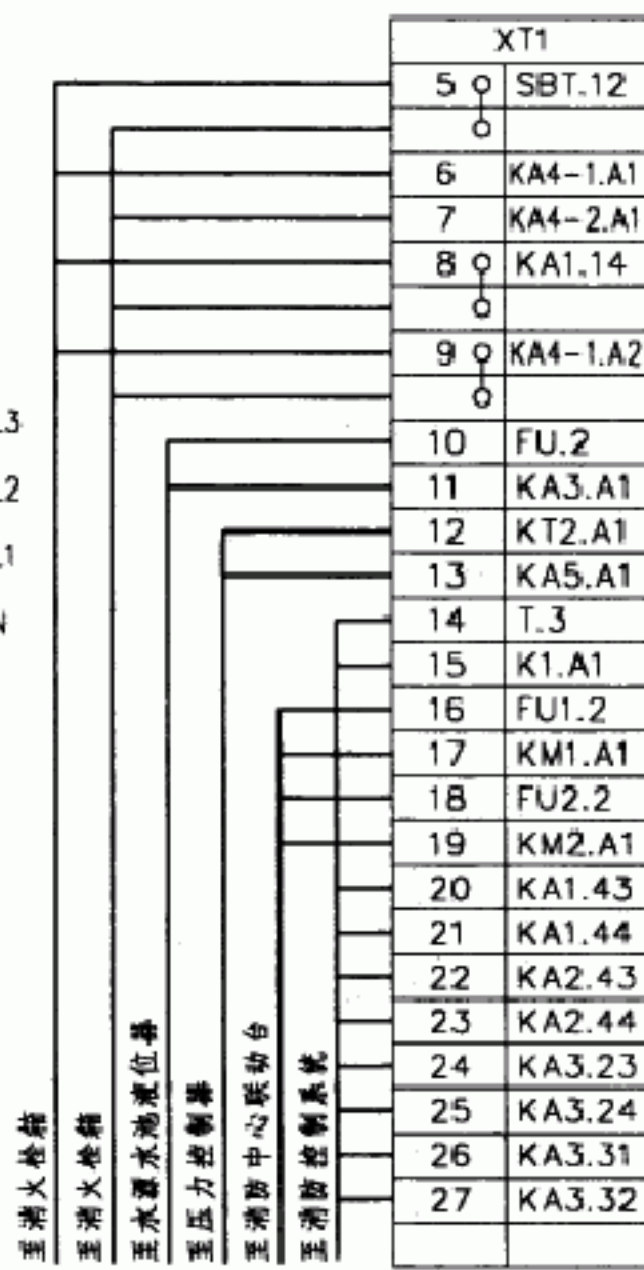 XT1
5 SBT.12
6 KA4-1.A1
7 KA4-2.A1
8 KA1.14
9 KA4-1.A2
10 FU.2
11 KA3.A1
12 KT2.A1
13 KA5.A1
14 T.3
15 K1.A1
16 FU1.2
17 KM1.A1
18 FU2.2
19 KM2.A1
20 KA1.43
21 KA1.44
22 KA2.43
23 KA2.44
24 KA3.23
25 KA3.24
26 KA3.31
27 KA3.32
至消火栓箱
至消火栓箱
至水源水池液位器
至压力控制器
至消防中心联动台
至消防控制系统